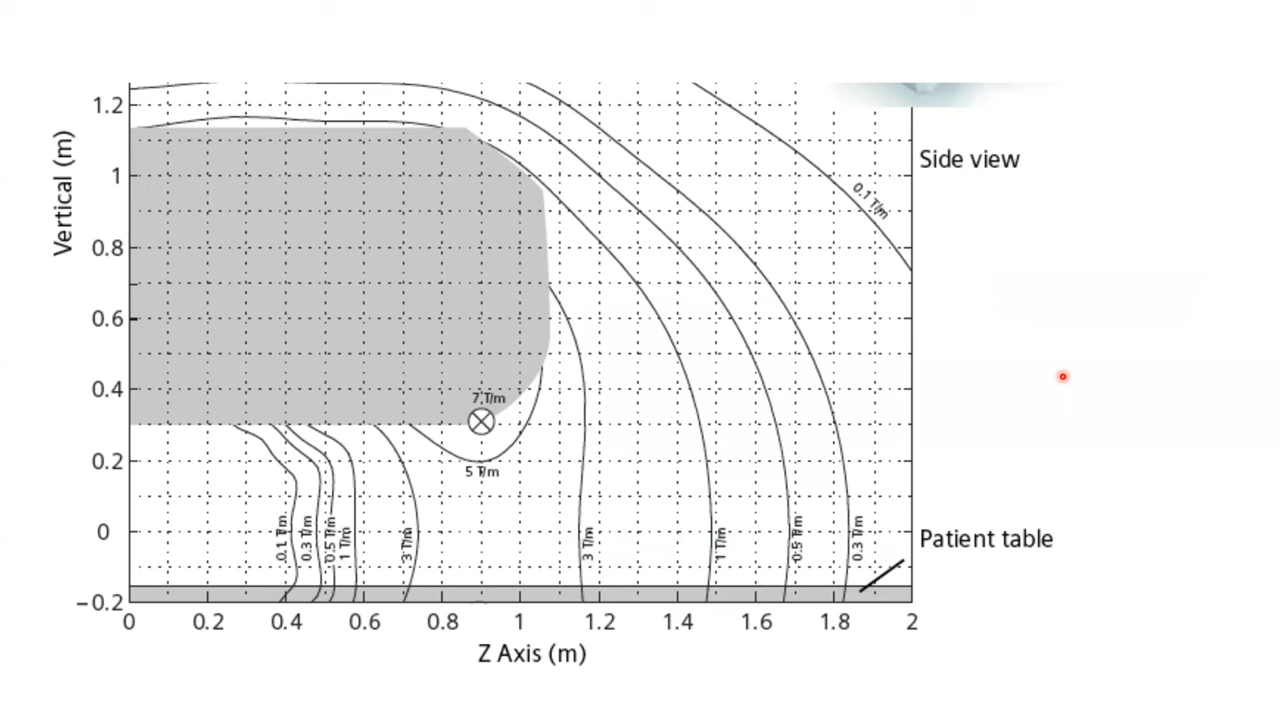 Vertical (m)
1.2
1
0.8
0.6
0.4
0.2
0
−0.2
0
0.2
0.4
0.6
0.8
1
1.2
1.4
1.6
1.8
2
Z Axis (m)
Side view
Patient table
0.1 T/m
7 T/m
5 T/m
0.1 T/m
0.3 T/m
0.5 T/m
1 T/m
3 T/m
3 T/m
1 T/m
0.5 T/m
0.3 T/m